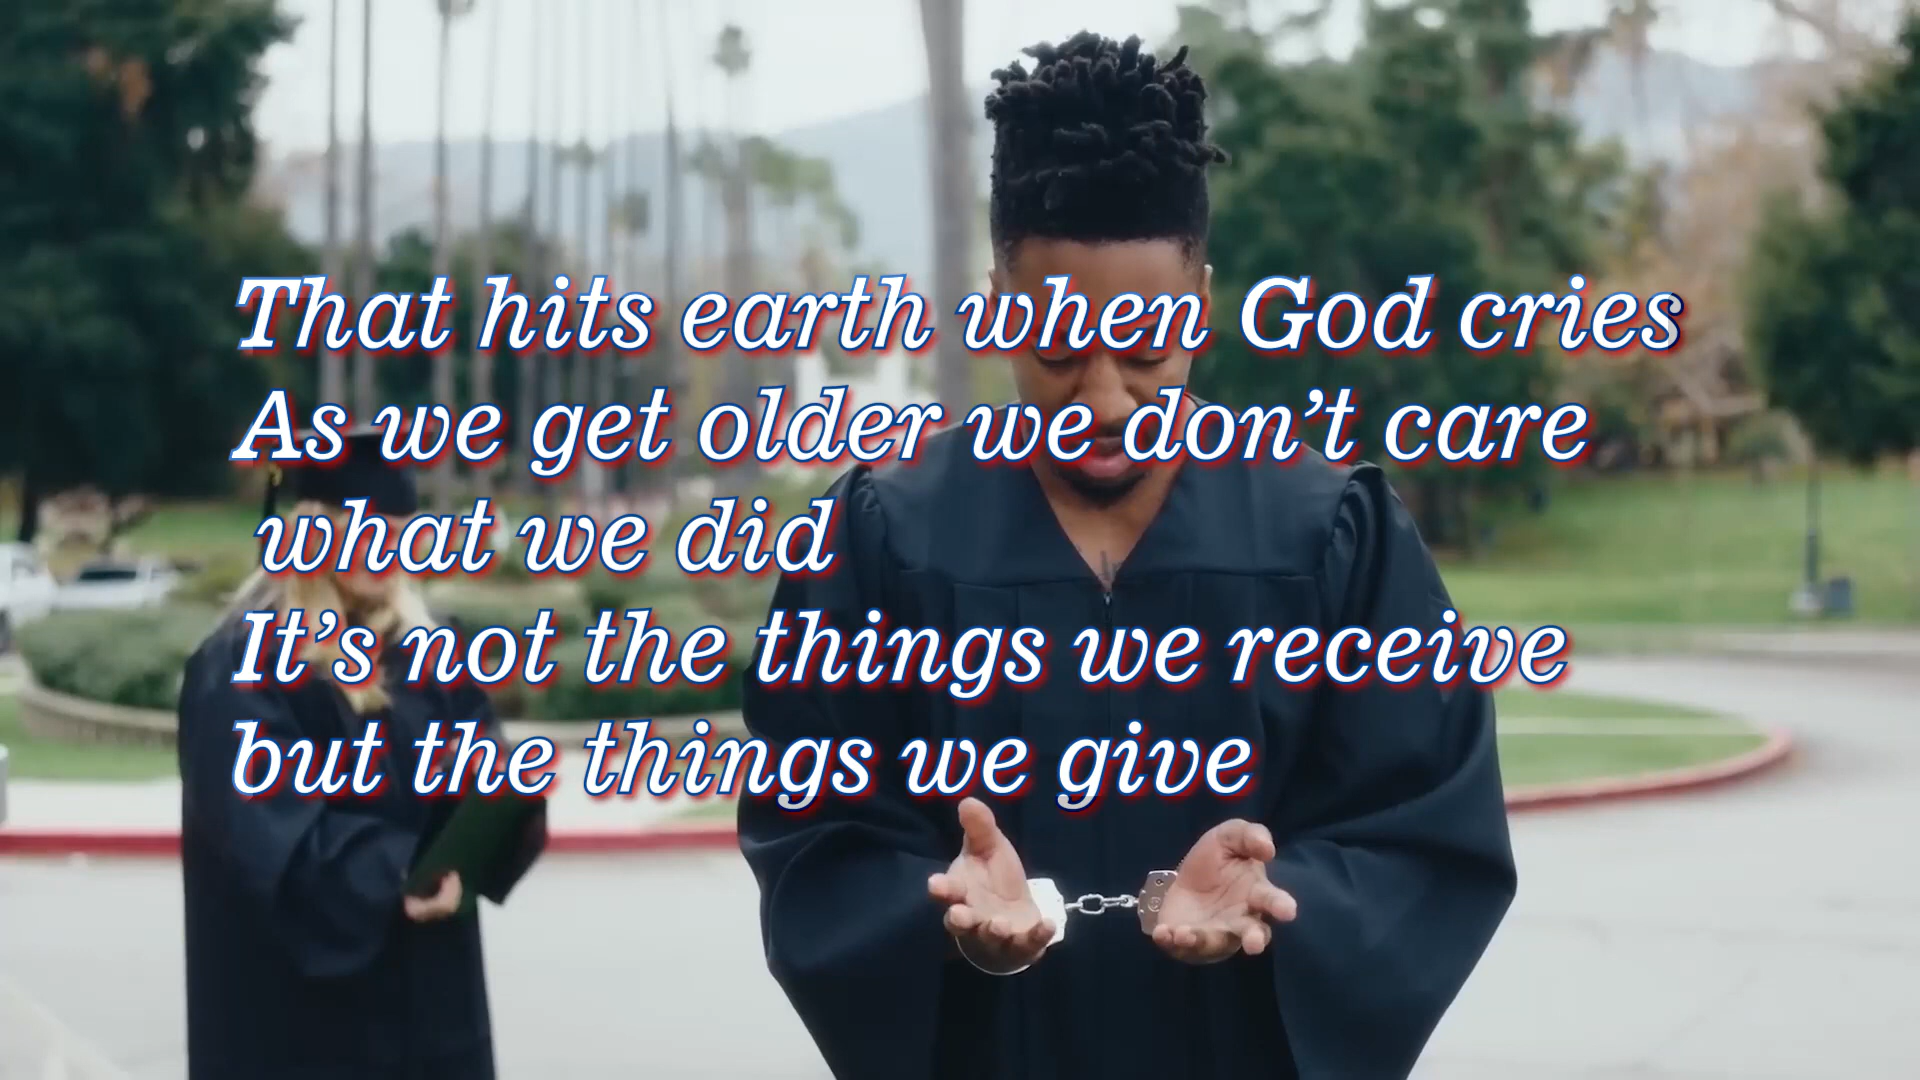 That hits earth when God cries
As we get older we don’t care
what we did
It’s not the things we receive
but the things we give